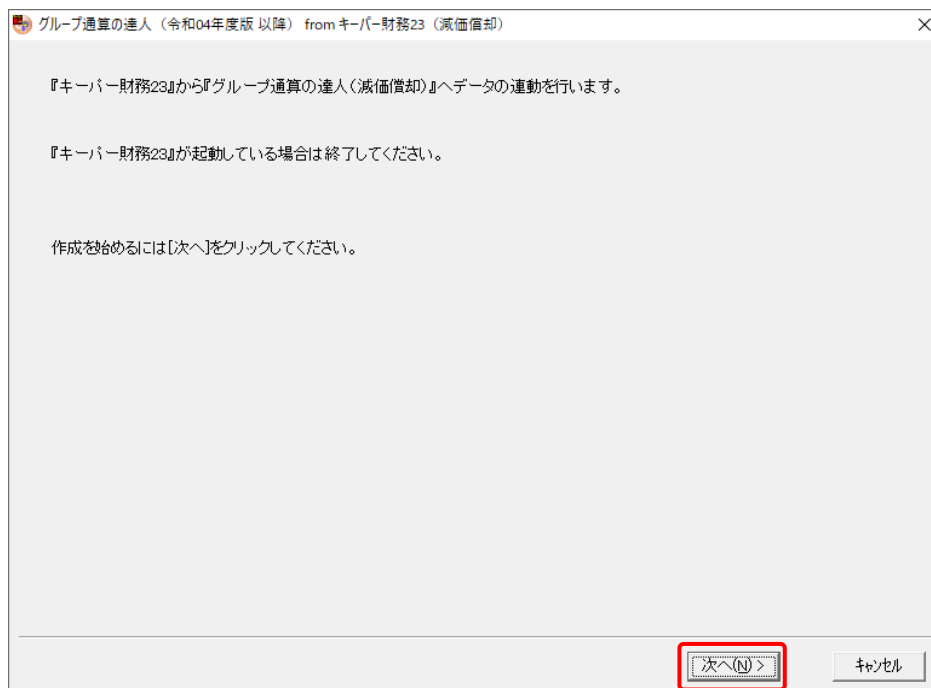 グループ通算の達人（令和04年度版 以降） from キーパー財務23（減価償却）
『キーパー財務23』から『グループ通算の達人（減価償却）』へデータの連動を行います。
『キーパー財務23』が起動している場合は終了してください。
作成を始めるには[次へ]をクリックしてください。
次へ(N) >
キャンセル